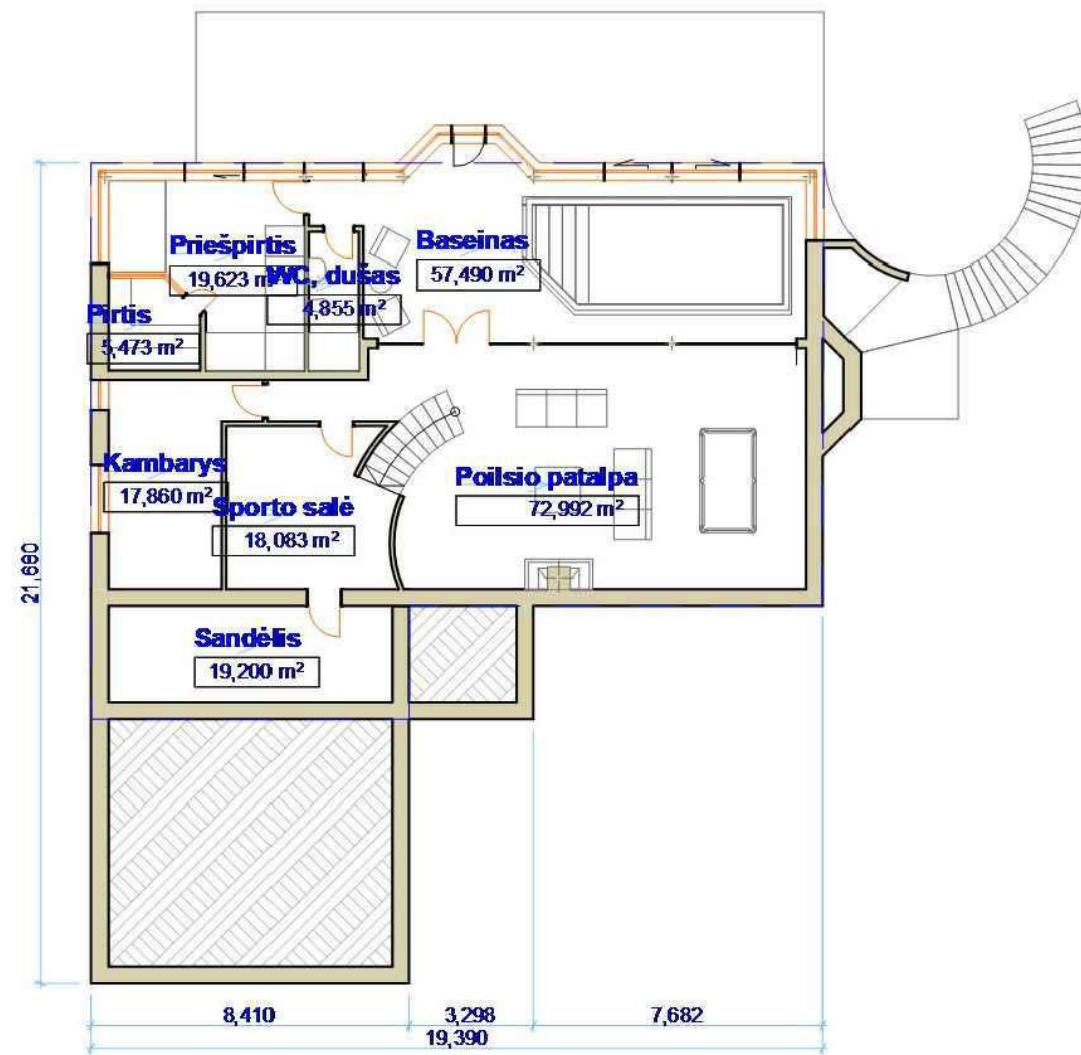 Priešpirtis
19,623 m²
WC, dušas
4,855 m²
Baseinas
57,490 m²
Pirtis
5,473 m²
Kambarys
17,860 m²
Sporto salė
18,083 m²
Poilsio patalpa
72,992 m²
Sandėlis
19,200 m²
21,680
8,410
3,298
7,682
19,390